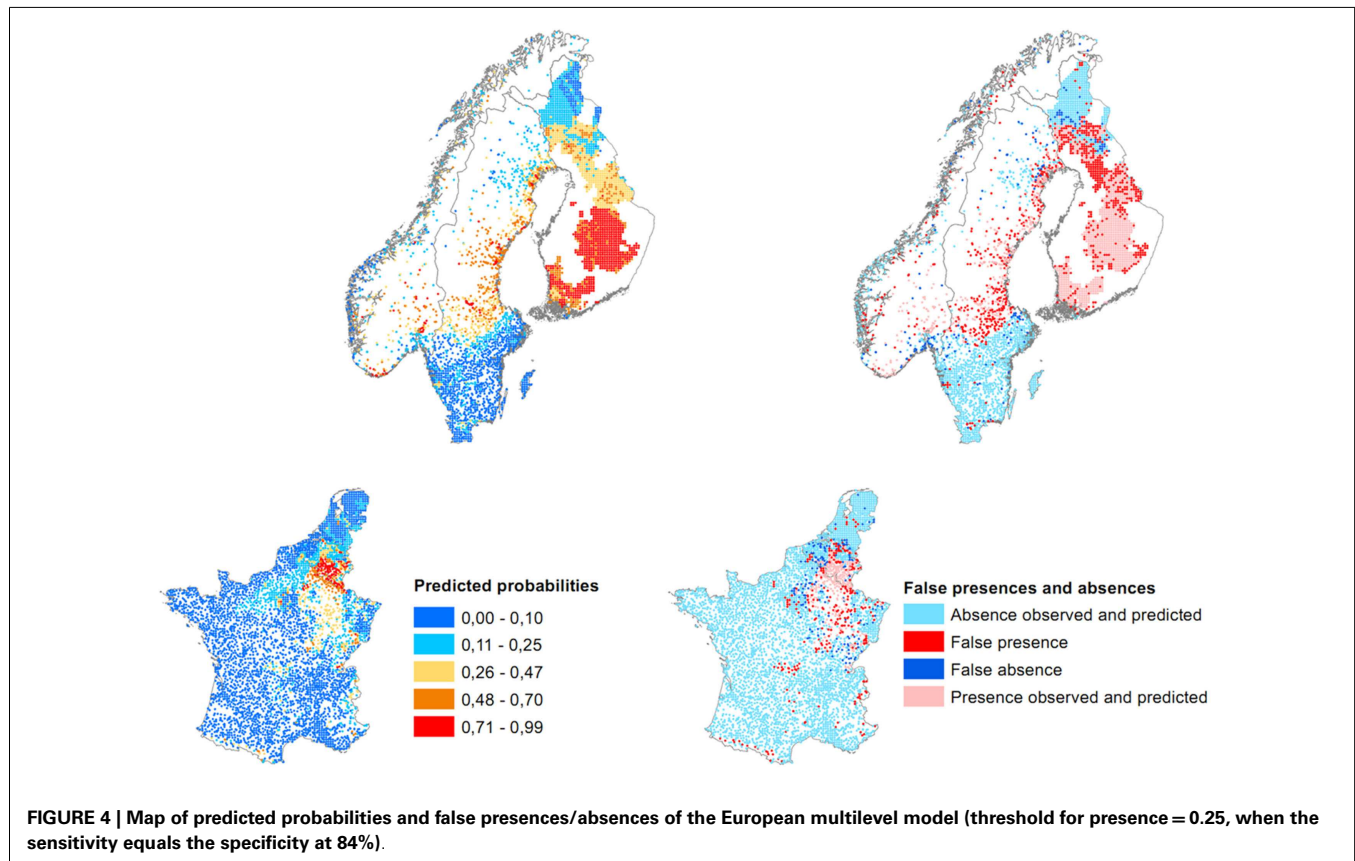 Predicted probabilities
0,00 - 0,10
0,11 - 0,25
0,26 - 0,47
0,48 - 0,70
0,71 - 0,99
False presences and absences
Absence observed and predicted
False presence
False absence
Presence observed and predicted
FIGURE 4 | Map of predicted probabilities and false presences/absences of the European multilevel model (threshold for presence = 0.25, when the
sensitivity equals the specificity at 84%).